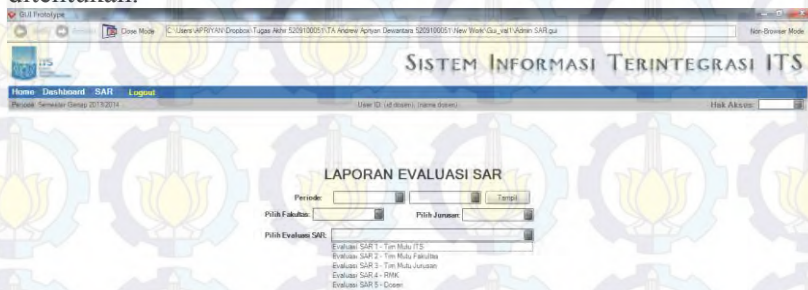 ditentukan.
GUI Prototype
Close Mode C:\Users\APRIYAN\Dropbox\Tugas Akhir 5209100051\TA Andrew Apriyan Dewantara 5209100051\New Work\Gui_val1\Admin SAR.gui Non-Browser Mode
ITS SISTEM INFORMASI TERINTEGRASI ITS
Home Dashboard SAR Logout
Periode Semester Genap 2013/2014 User ID: (id dosen), (nama dosen) Hak Akses:
LAPORAN EVALUASI SAR
Periode: Tampil
Pilih Fakultas: Pilih Jurusan:
Pilih Evaluasi SAR:
Evaluasi SAR 1 - Tim Mutu ITS
Evaluasi SAR 2 - Tim Mutu Fakultas
Evaluasi SAR 3 - Tim Mutu Jurusan
Evaluasi SAR 4 - RMK
Evaluasi SAR 5 - Dosen